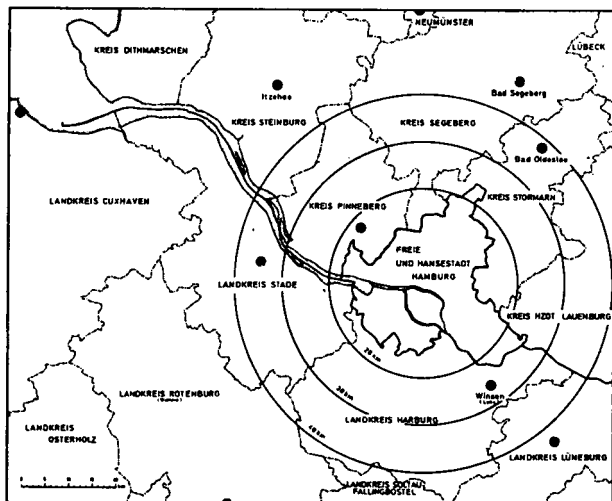 NEUMÜNSTER
KREIS DITHMARSCHEN
LÜBECK
Itzehoe
Bad Segeberg
KREIS STEINBURG
KREIS SEGEBERG
Bad Oldesloe
KREIS STORMARN
LANDKREIS CUXHAVEN
KREIS PINNEBERG
FREIE
UND HANSESTADT
HAMBURG
LANDKREIS STADE
KREIS HZGT LAUENBURG
20 km
30 km
Winsen
(Luhe)
LANDKREIS ROTENBURG
(Wümme)
LANDKREIS HARBURG
40 km
LANDKREIS
OSTERHOLZ
LANDKREIS LÜNEBURG
LANDKREIS SOLTAU
FALLINGBOSTEL